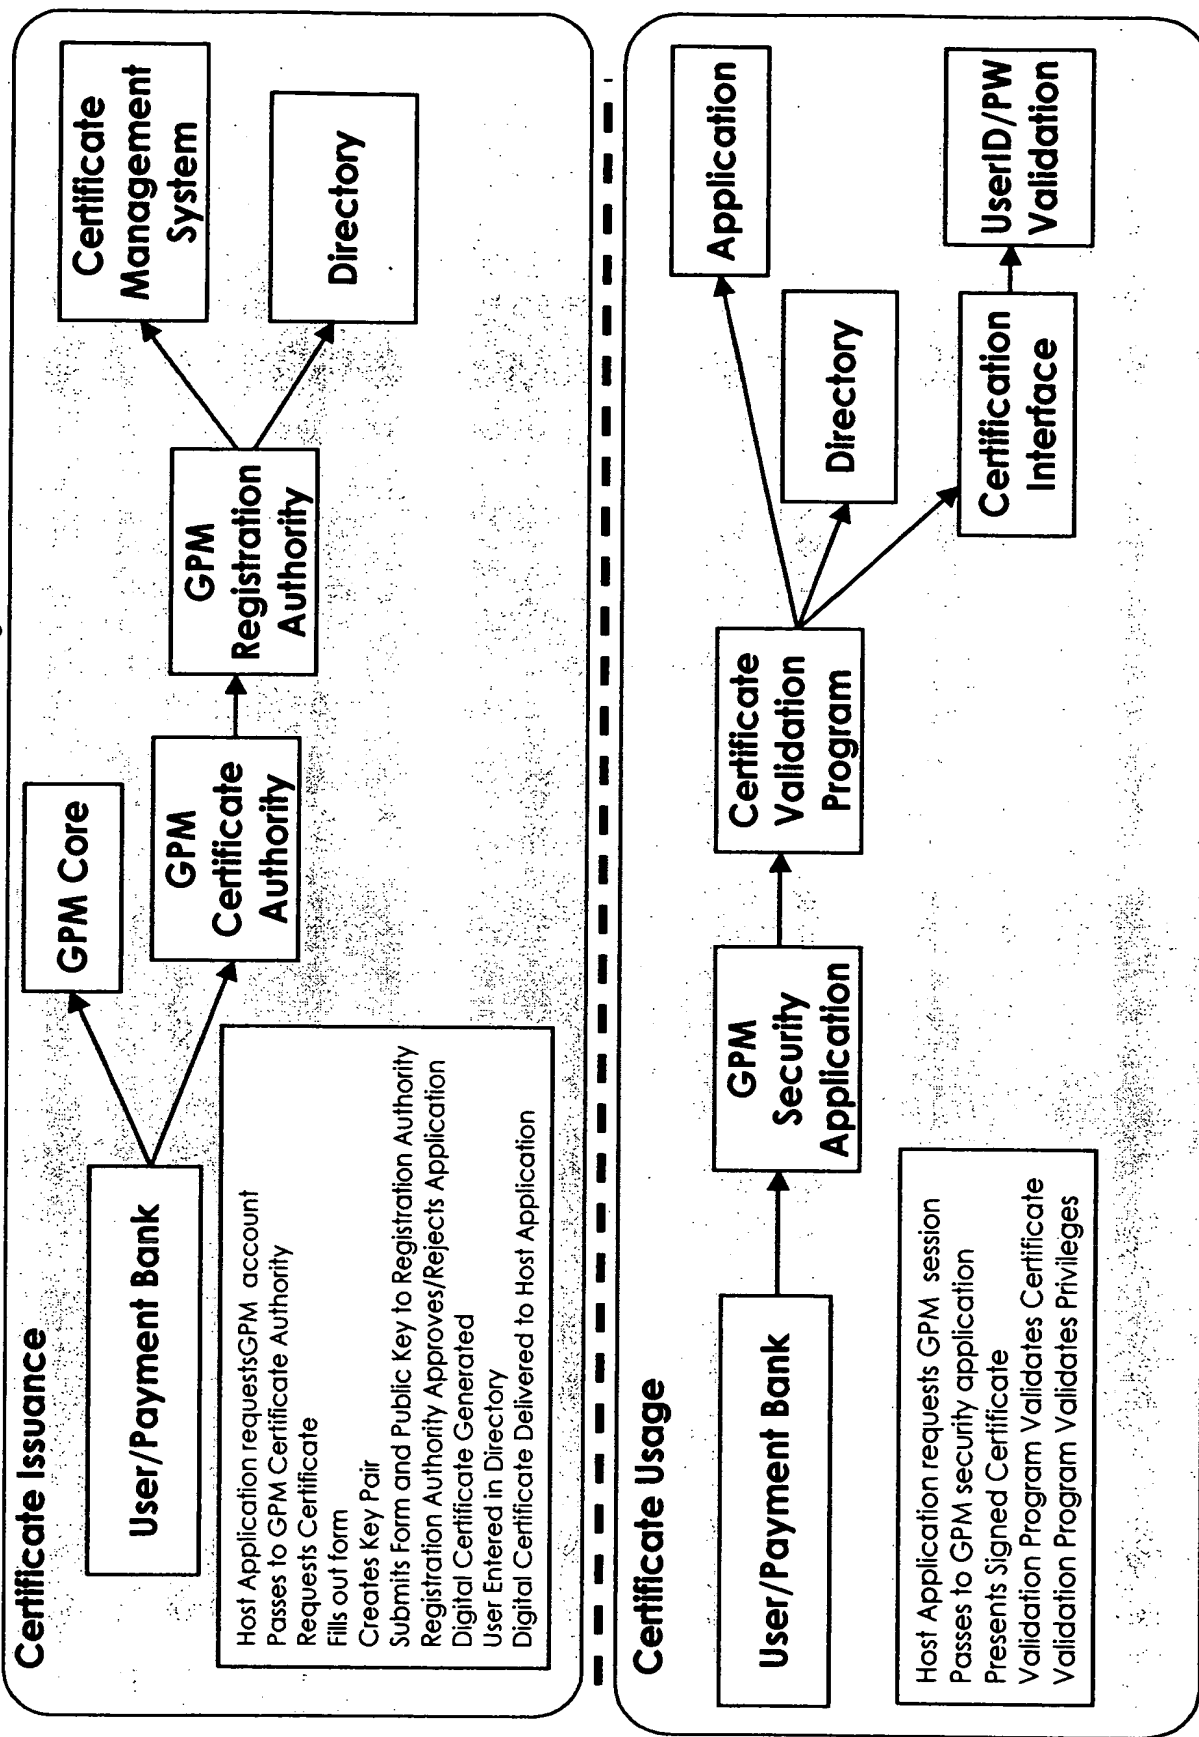 Certificate Issuance
User/Payment Bank
GPM Core
GPM
Certificate
Authority
GPM
Registration
Authority
Certificate
Management
System
Directory
Host Application requestsGPM account
Passes to GPM Certificate Authority
Requests Certificate
Fills out form
Creates Key Pair
Submits Form and Public Key to Registration Authority
Registration Authority Approves/Rejects Application
Digital Certificate Generated
User Entered in Directory
Digital Certificate Delivered to Host Application
Certificate Usage
User/Payment Bank
GPM
Security
Application
Certificate
Validation
Program
Application
Directory
Certification
Interface
UserID/PW
Validation
Host Application requests GPM session
Passes to GPM security application
Presents Signed Certificate
Validation Program Validates Certificate
Validation Program Validates Privileges